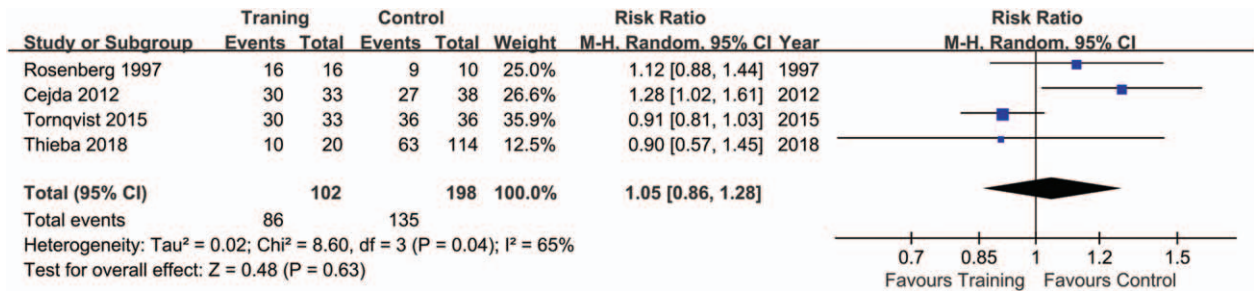 Traning Control Risk Ratio Risk Ratio
Study or Subgroup Events Total Events Total Weight M-H, Random, 95% CI Year M-H, Random, 95% CI
Rosenberg 1997 16 16 9 10 25.0% 1.12 [0.88, 1.44] 1997
Cejda 2012 30 33 27 38 26.6% 1.28 [1.02, 1.61] 2012
Tornqvist 2015 30 33 36 36 35.9% 0.91 [0.81, 1.03] 2015
Thieba 2018 10 20 63 114 12.5% 0.90 [0.57, 1.45] 2018
Total (95% CI) 102 198 100.0% 1.05 [0.86, 1.28]
Total events 86 135
Heterogeneity: Tau² = 0.02; Chi² = 8.60, df = 3 (P = 0.04); I² = 65%
Test for overall effect: Z = 0.48 (P = 0.63)
0.7 0.85 1 1.2 1.5
Favours Training Favours Control